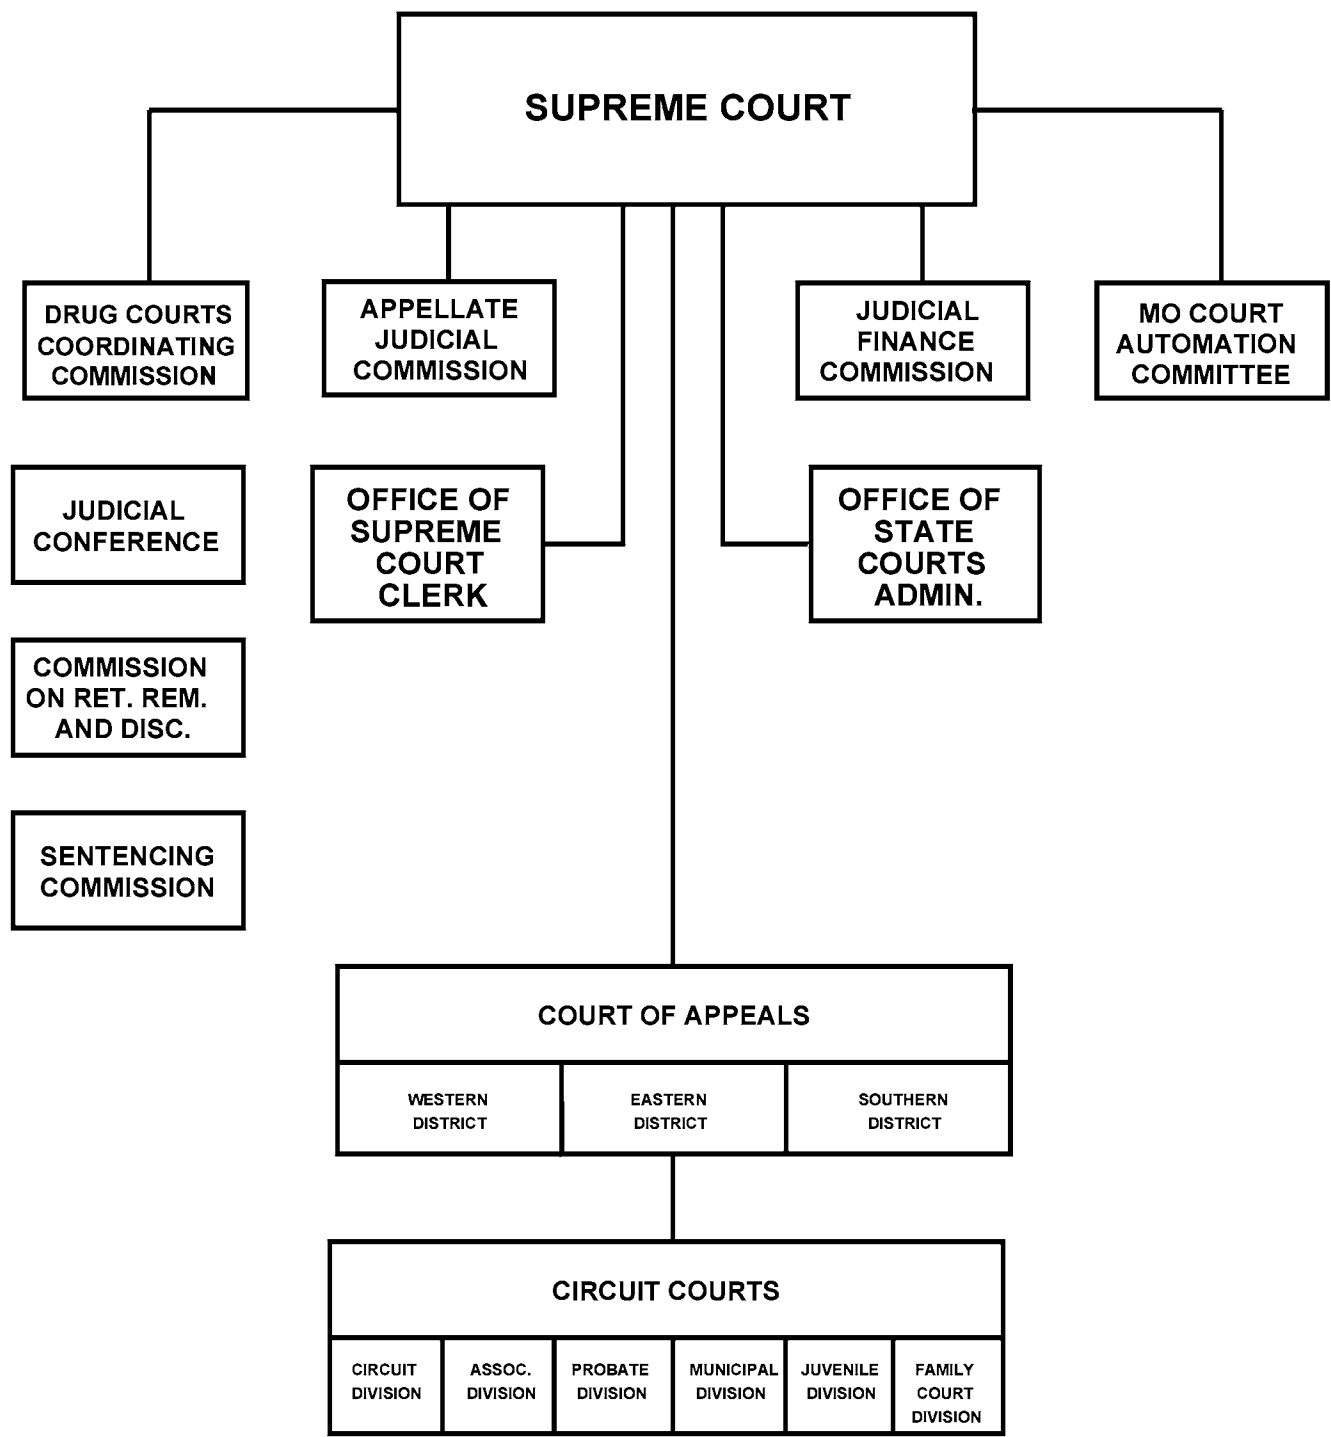 SUPREME COURT
DRUG COURTS
COORDINATING
COMMISSION
APPELLATE
JUDICIAL
COMMISSION
JUDICIAL
FINANCE
COMMISSION
MO COURT
AUTOMATION
COMMITTEE
JUDICIAL
CONFERENCE
OFFICE OF
SUPREME
COURT
CLERK
OFFICE OF
STATE
COURTS
ADMIN.
COMMISSION
ON RET. REM.
AND DISC.
SENTENCING
COMMISSION
COURT OF APPEALS
WESTERN
DISTRICT
EASTERN
DISTRICT
SOUTHERN
DISTRICT
CIRCUIT COURTS
CIRCUIT
DIVISION
ASSOC.
DIVISION
PROBATE
DIVISION
MUNICIPAL
DIVISION
JUVENILE
DIVISION
FAMILY
COURT
DIVISION